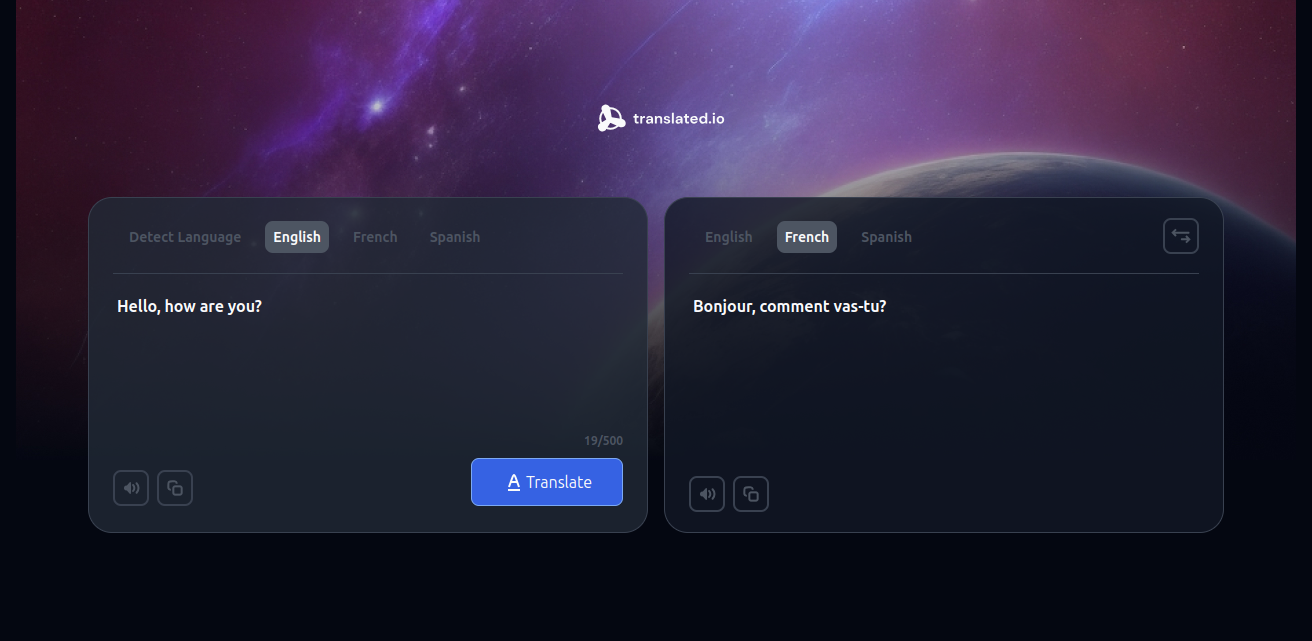 translated.io
Detect Language English French Spanish
Hello, how are you?
19/500
A Translate
English French Spanish
Bonjour, comment vas-tu?